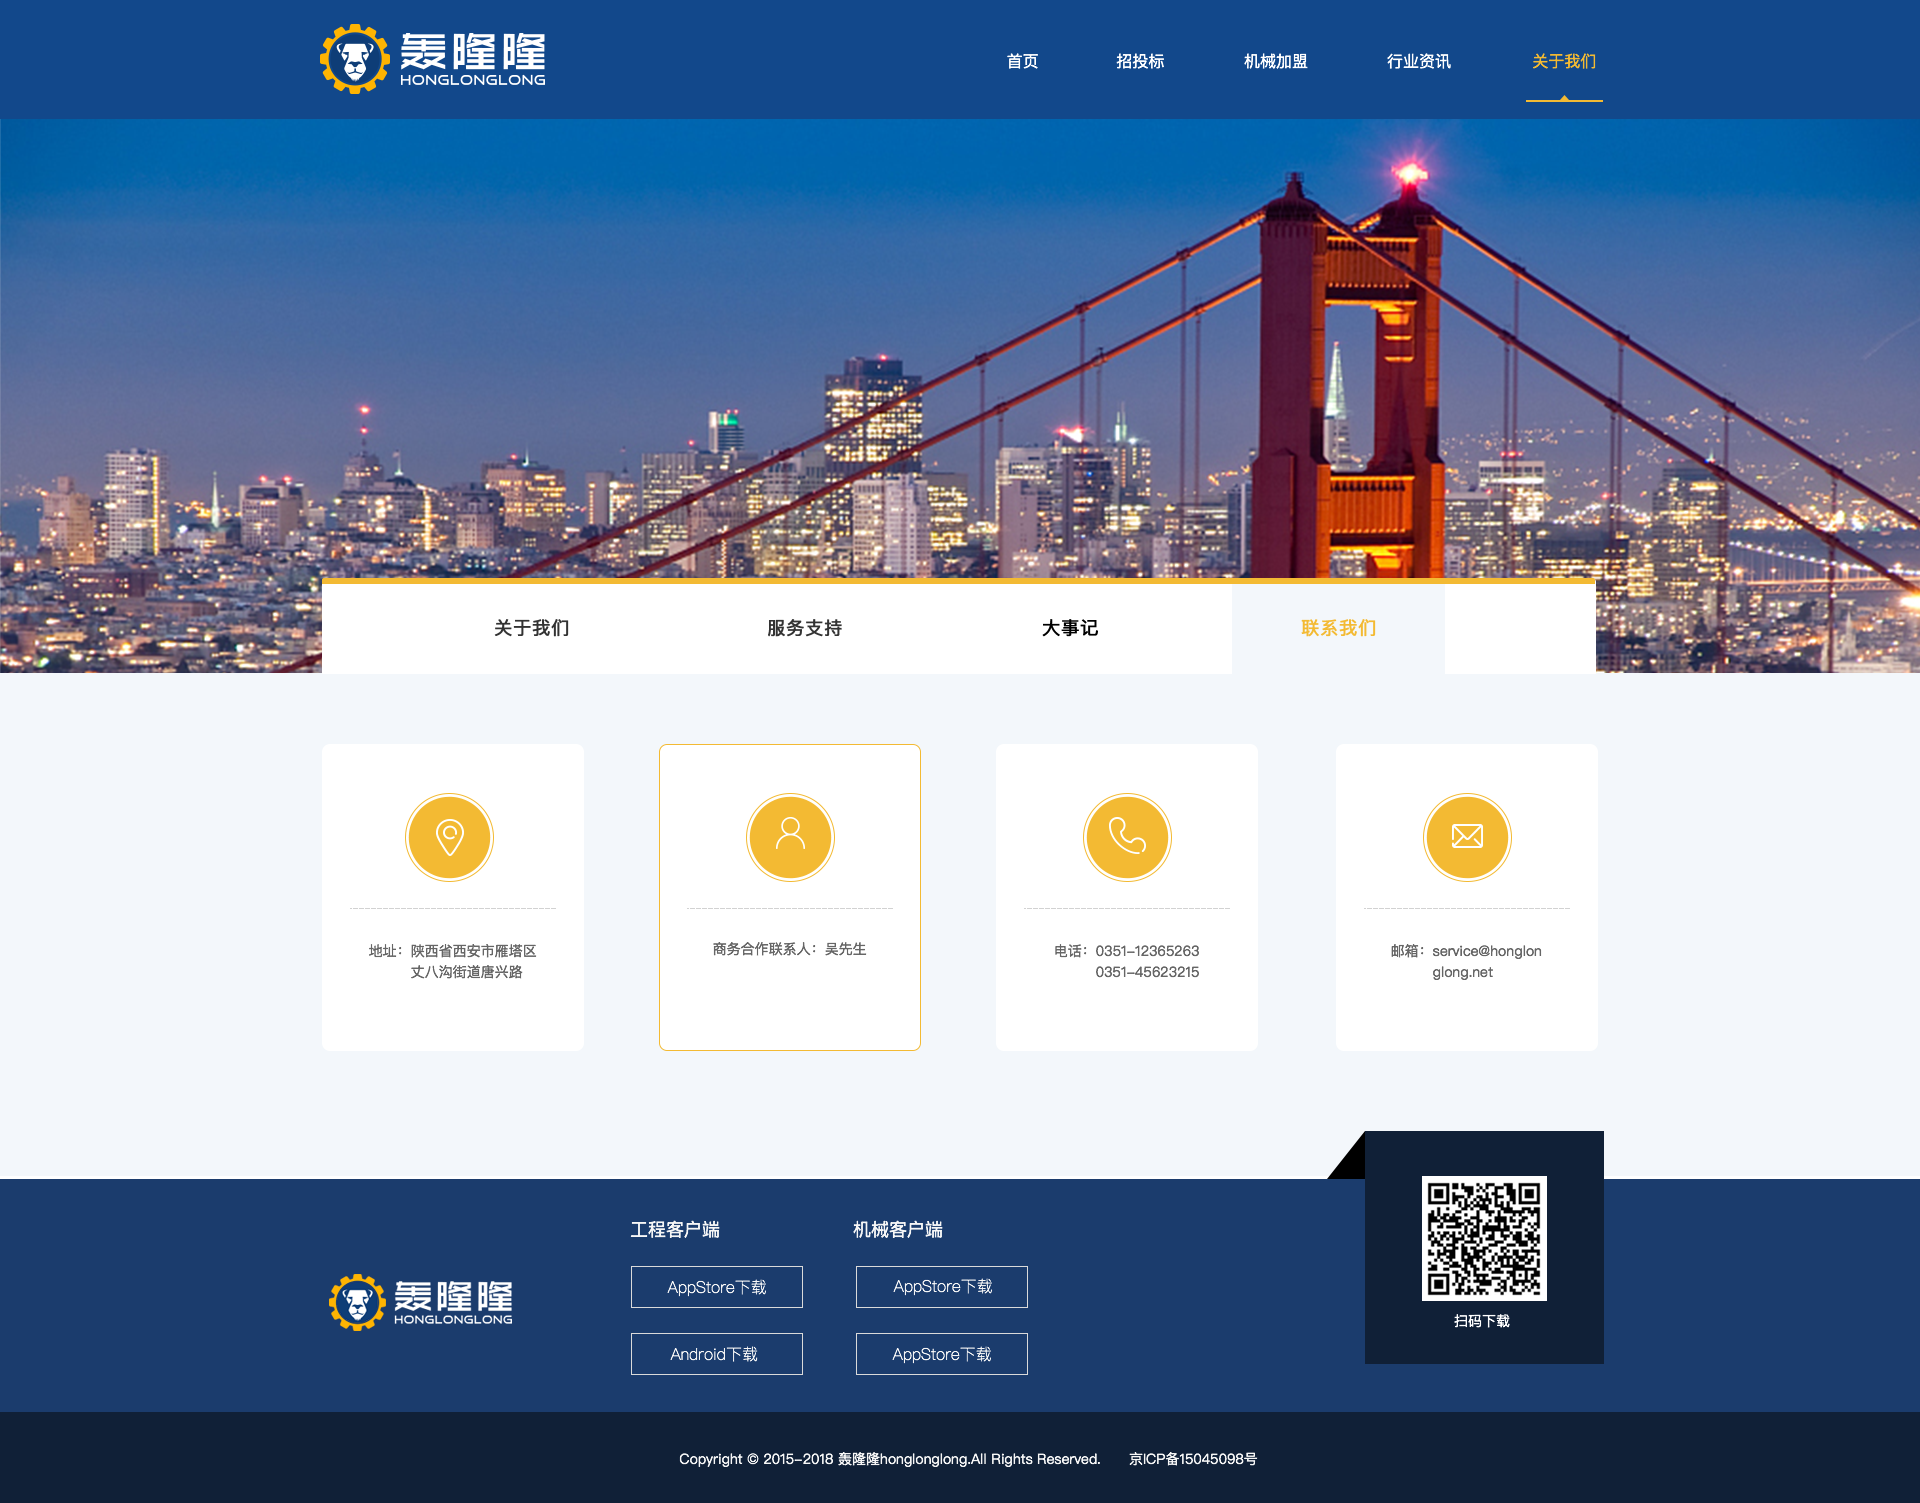 轰隆隆
HONGLONGLONG
首页 招投标 机械加盟 行业资讯 关于我们
关于我们 服务支持 大事记 联系我们
地址：陕西省西安市雁塔区
丈八沟街道唐兴路
商务合作联系人：吴先生
电话：0351-12365263
0351-45623215
邮箱：service@honglon
glong.net
轰隆隆
HONGLONGLONG
工程客户端
AppStore下载
Android下载
机械客户端
AppStore下载
AppStore下载
扫码下载
Copyright © 2015-2018 轰隆隆honglonglong.All Rights Reserved. 京ICP备15045098号